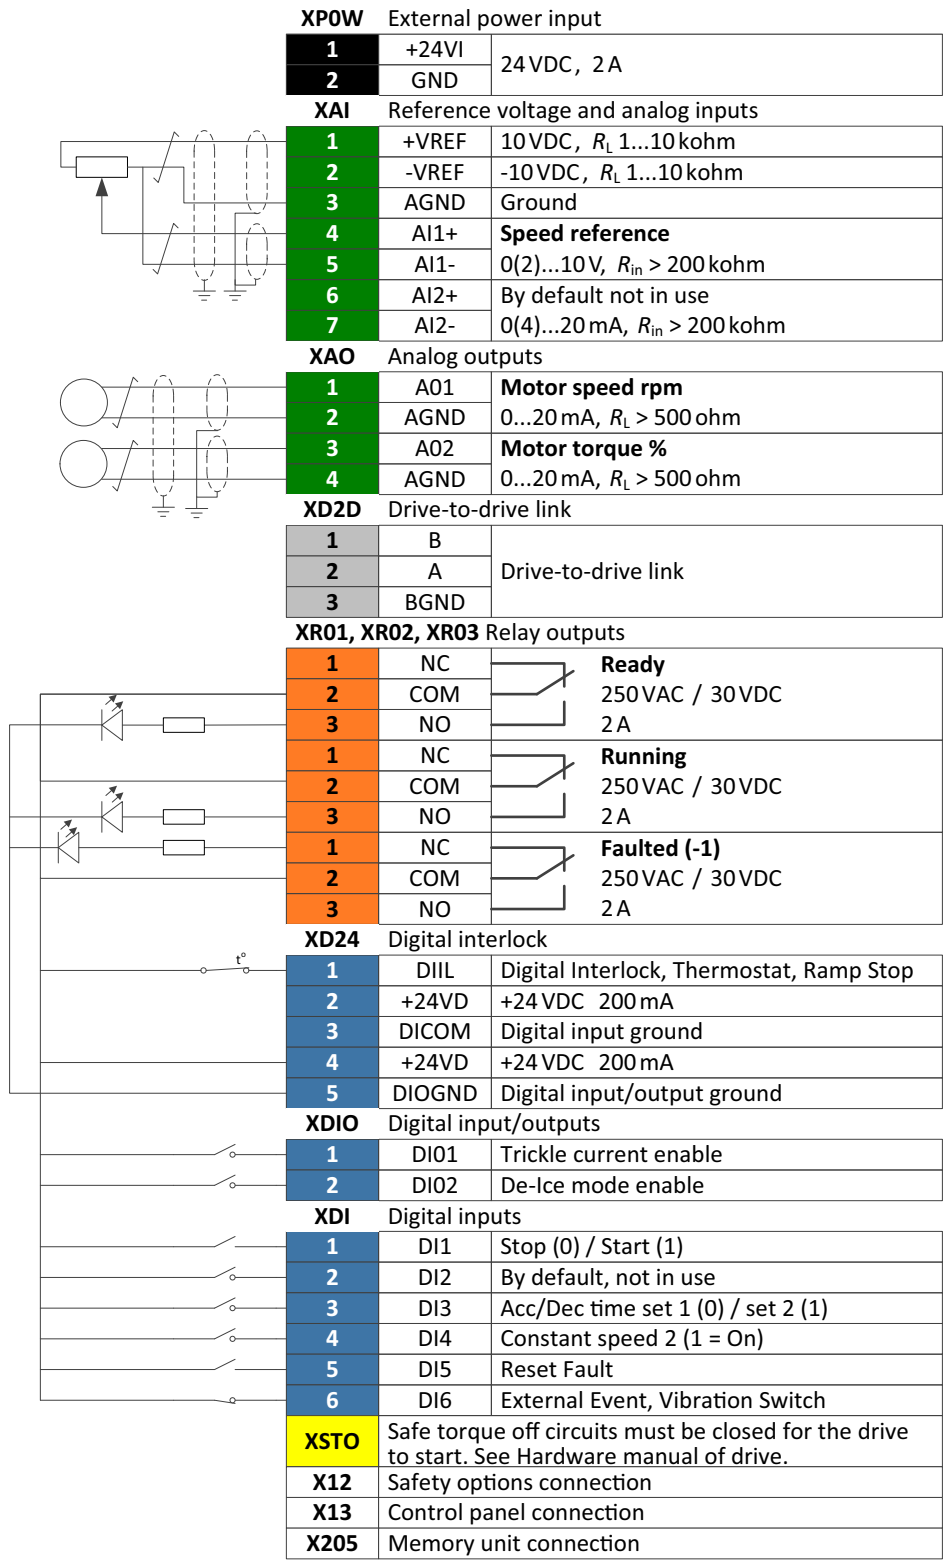 XP0W External power input
1 +24VI 24 VDC, 2 A
2 GND
XAI Reference voltage and analog inputs
1 +VREF 10 VDC, RL 1...10 kohm
2 -VREF -10 VDC, RL 1...10 kohm
3 AGND Ground
4 AI1+ Speed reference
5 AI1- 0(2)...10 V, Rin > 200 kohm
6 AI2+ By default not in use
7 AI2- 0(4)...20 mA, Rin > 200 kohm
XAO Analog outputs
1 A01 Motor speed rpm
2 AGND 0...20 mA, RL > 500 ohm
3 A02 Motor torque %
4 AGND 0...20 mA, RL > 500 ohm
XD2D Drive-to-drive link
1 B
2 A Drive-to-drive link
3 BGND
XR01, XR02, XR03 Relay outputs
1 NC Ready
2 COM 250 VAC / 30 VDC
3 NO 2 A
1 NC Running
2 COM 250 VAC / 30 VDC
3 NO 2 A
1 NC Faulted (-1)
2 COM 250 VAC / 30 VDC
3 NO 2 A
XD24 Digital interlock
t° 1 DIIL Digital Interlock, Thermostat, Ramp Stop
2 +24VD +24 VDC 200 mA
3 DICOM Digital input ground
4 +24VD +24 VDC 200 mA
5 DIOGND Digital input/output ground
XDIO Digital input/outputs
1 DI01 Trickle current enable
2 DI02 De-Ice mode enable
XDI Digital inputs
1 DI1 Stop (0) / Start (1)
2 DI2 By default, not in use
3 DI3 Acc/Dec time set 1 (0) / set 2 (1)
4 DI4 Constant speed 2 (1 = On)
5 DI5 Reset Fault
6 DI6 External Event, Vibration Switch
XSTO Safe torque off circuits must be closed for the drive
to start. See Hardware manual of drive.
X12 Safety options connection
X13 Control panel connection
X205 Memory unit connection